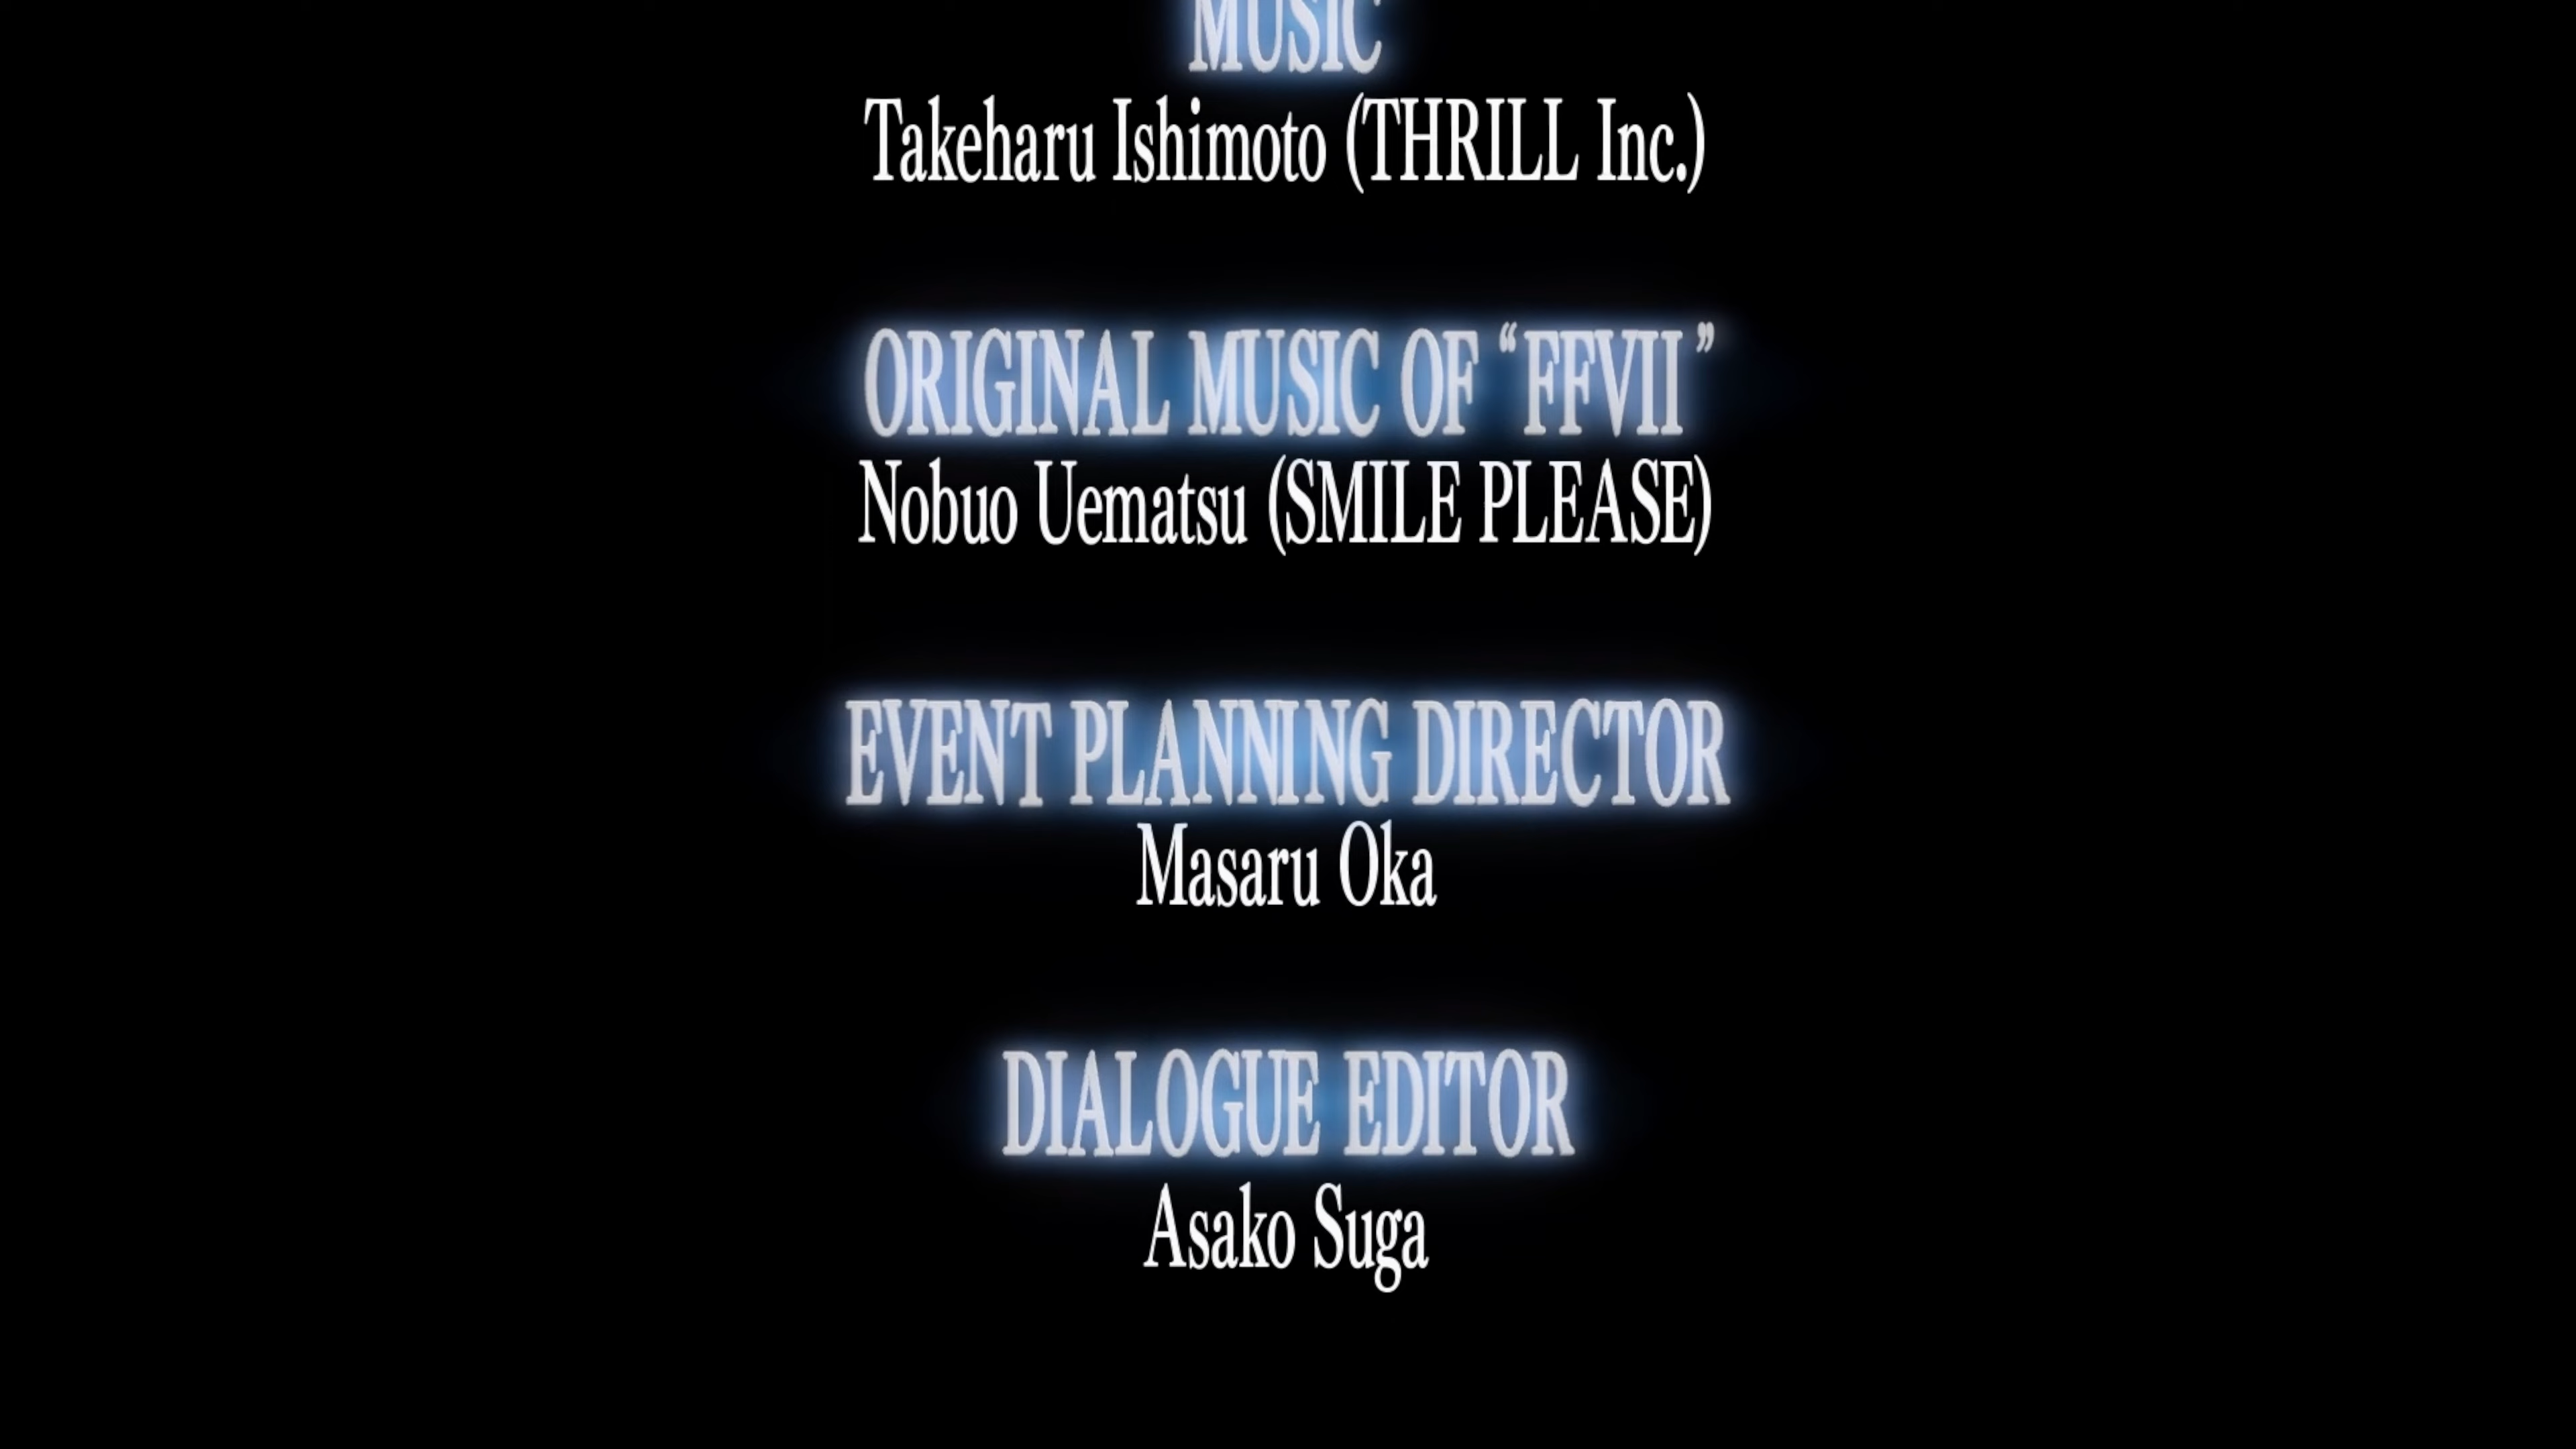 MUSIC
Takeharu Ishimoto (THRILL Inc.)
ORIGINAL MUSIC OF “FFVII”
Nobuo Uematsu (SMILE PLEASE)
EVENT PLANNING DIRECTOR
Masaru Oka
DIALOGUE EDITOR
Asako Suga